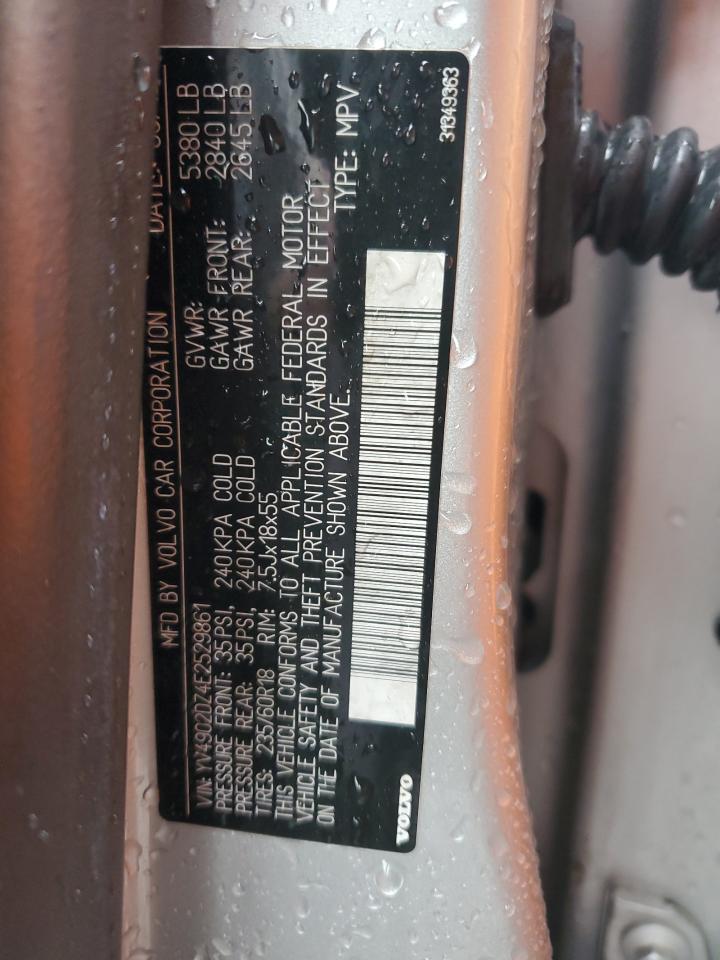 MFD BY VOLVO CAR CORPORATION DATE:
VIN: YV4902DZ4E2529861 GVWR: 5380 LB
PRESSURE FRONT: 35PSI, 240KPA COLD GAWR FRONT: 2840 LB
PRESSURE REAR: 35PSI, 240KPA COLD GAWR REAR: 2645 LB
TIRES: 235/60R18 RIM: 7.5Jx18x55
THIS VEHICLE CONFORMS TO ALL APPLICABLE FEDERAL MOTOR
VEHICLE SAFETY AND THEFT PREVENTION STANDARDS IN EFFECT
ON THE DATE OF MANUFACTURE SHOWN ABOVE. TYPE: MPV
VOLVO
31349363